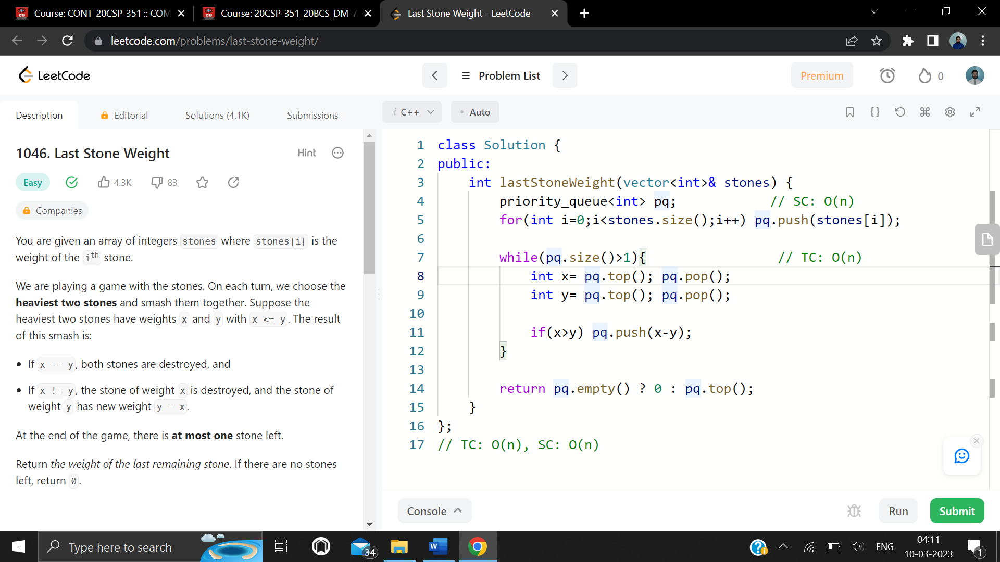 Course: CONT_20CSP-351 :: COM
Course: 20CSP-351_20BCS_DM-7
Last Stone Weight - LeetCode
leetcode.com/problems/last-stone-weight/
LeetCode
Problem List
Premium
0
Description
Editorial
Solutions (4.1K)
Submissions
i C++
Auto
1046. Last Stone Weight
Hint
Easy
4.3K
83
Companies
You are given an array of integers stones where stones[i] is the
weight of the ith stone.
We are playing a game with the stones. On each turn, we choose the
heaviest two stones and smash them together. Suppose the
heaviest two stones have weights x and y with x <= y. The result
of this smash is:
• If x == y, both stones are destroyed, and
• If x != y, the stone of weight x is destroyed, and the stone of
weight y has new weight y - x.
At the end of the game, there is at most one stone left.
Return the weight of the last remaining stone. If there are no stones
left, return 0.
1 class Solution {
2 public:
3 int lastStoneWeight(vector<int>& stones) {
4 priority_queue<int> pq; // SC: O(n)
5 for(int i=0;i<stones.size();i++) pq.push(stones[i]);
6
7 while(pq.size()>1){ // TC: O(n)
8 int x= pq.top(); pq.pop();
9 int y= pq.top(); pq.pop();
10
11 if(x>y) pq.push(x-y);
12 }
13
14 return pq.empty() ? 0 : pq.top();
15 }
16 };
17 // TC: O(n), SC: O(n)
Console
Run
Submit
Type here to search
34
W
ENG
04:11
10-03-2023
1